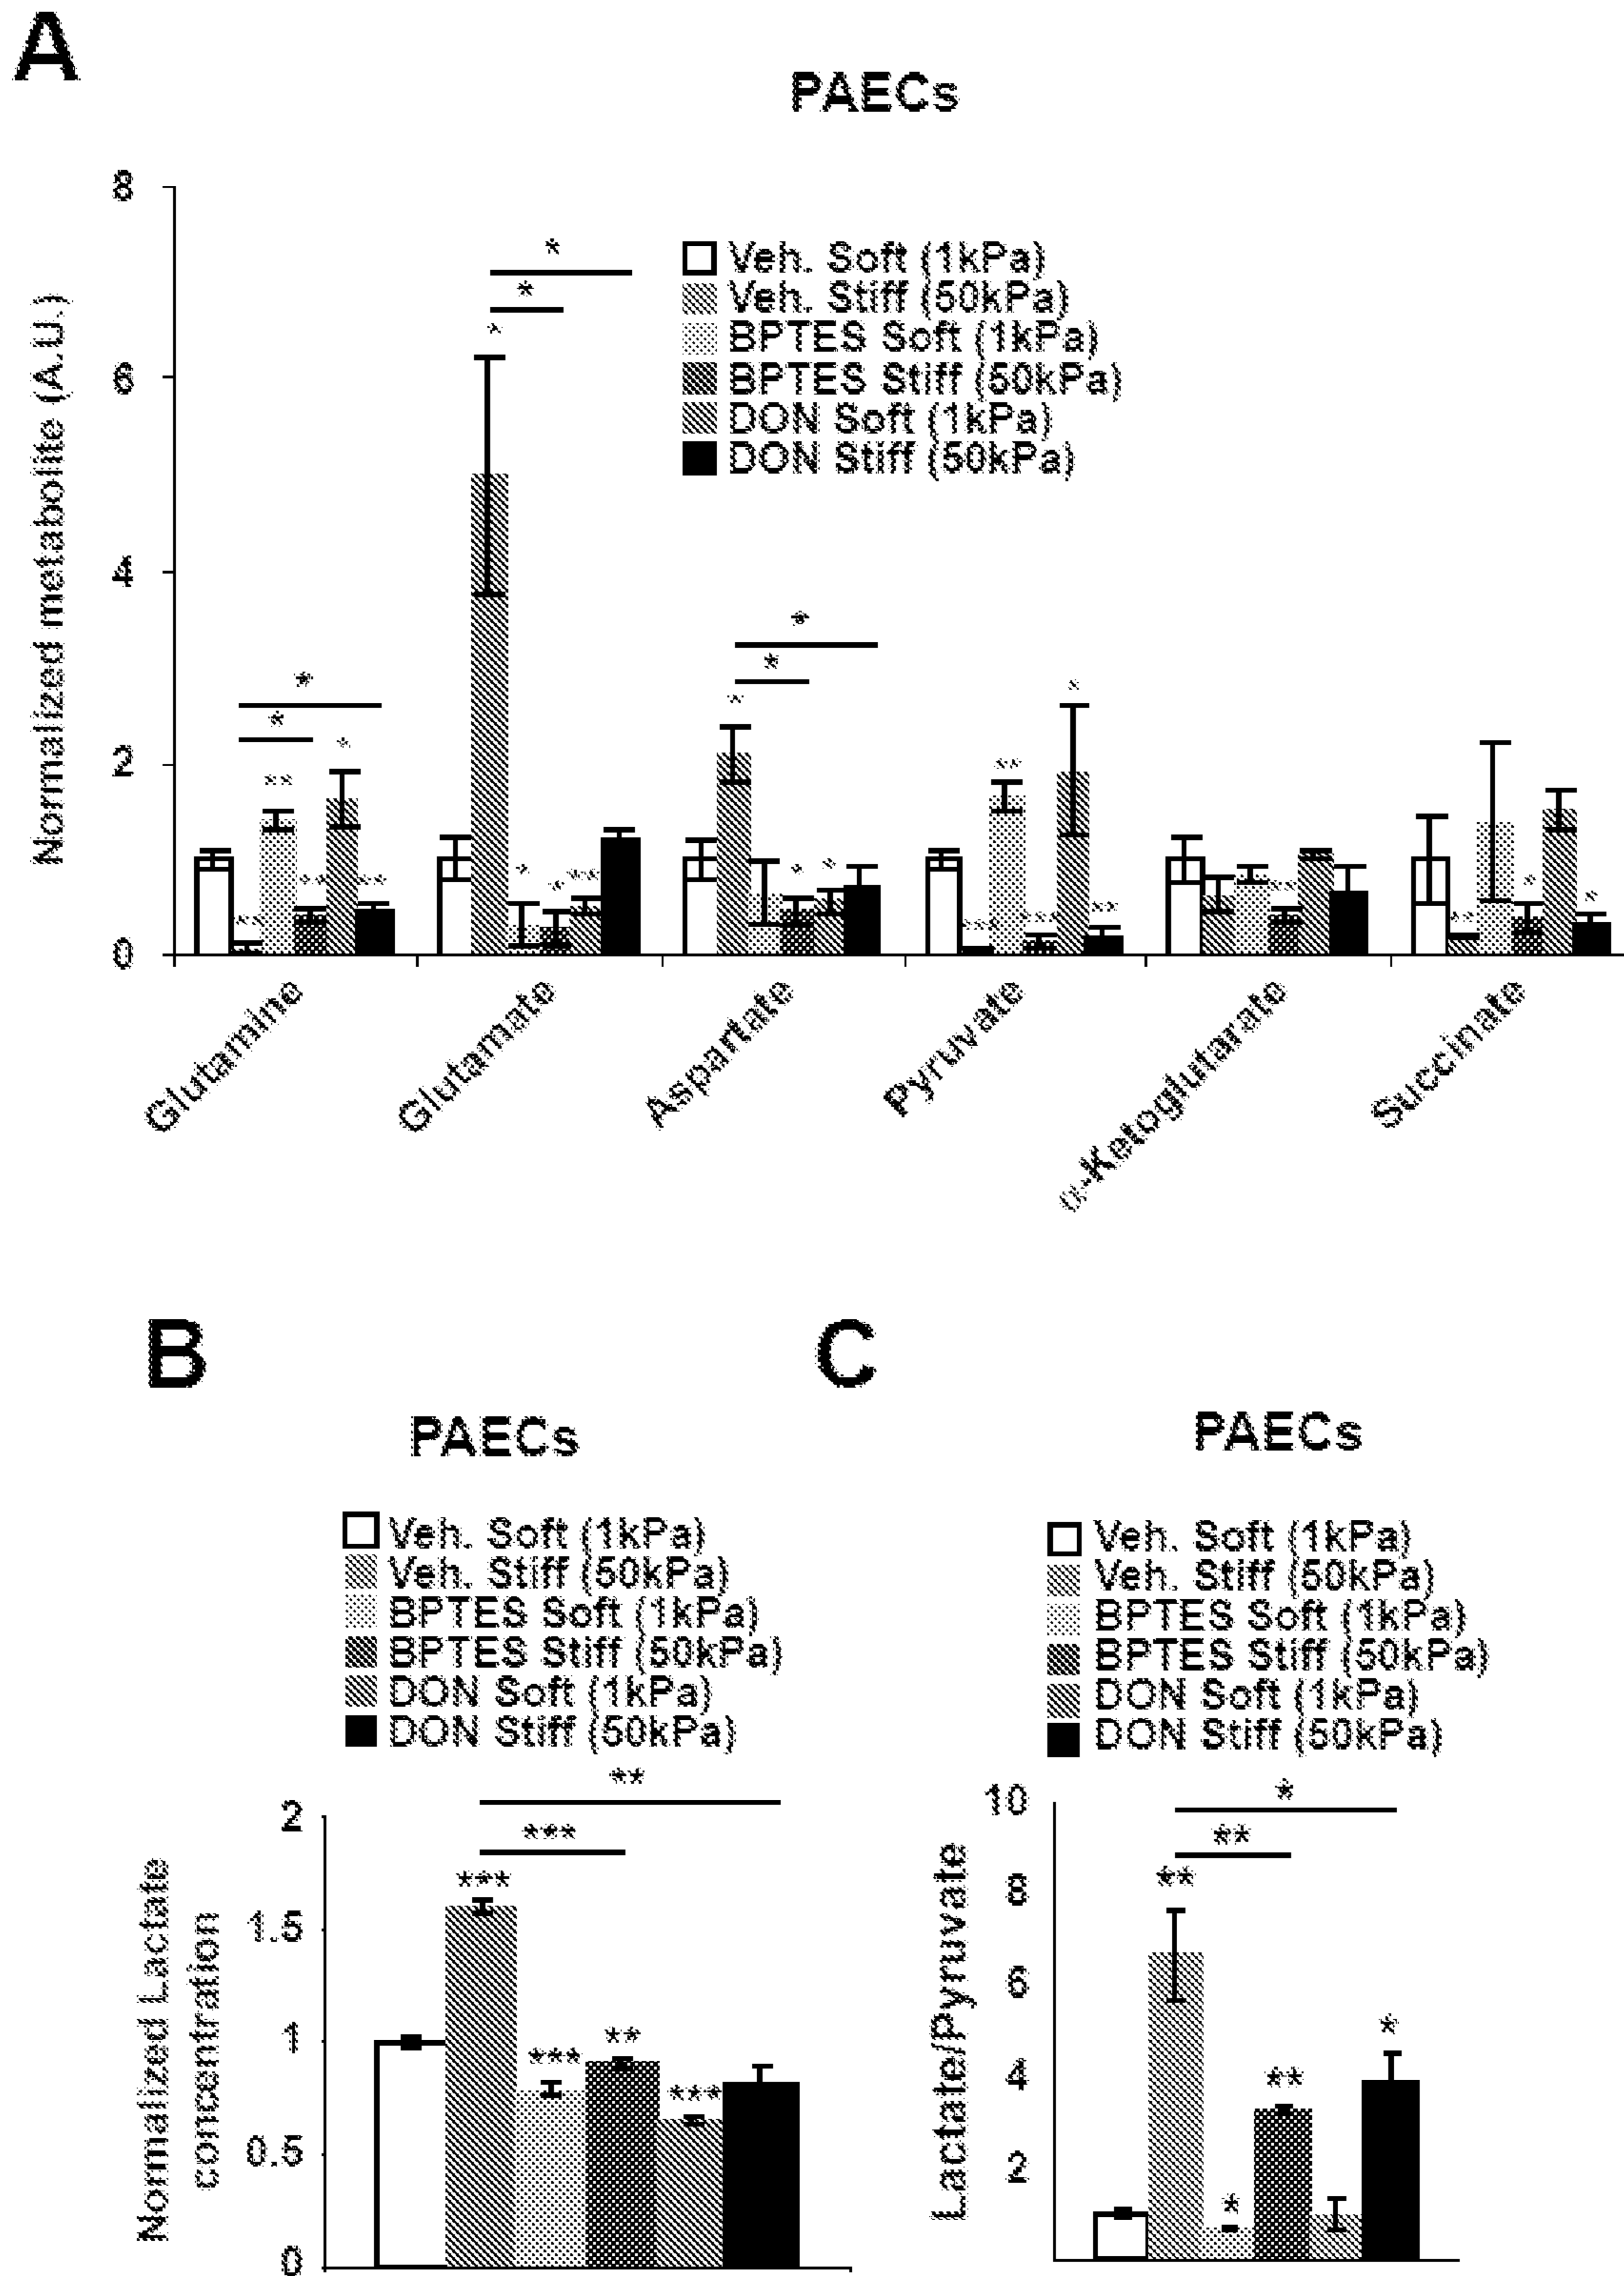 A
PAECs
Normalized metabolite (A.U.)
8
6
4
2
0
Veh. Soft (1kPa)
Veh. Stiff (50kPa)
BPTES Soft (1kPa)
BPTES Stiff (50kPa)
DON Soft (1kPa)
DON Stiff (50kPa)
*
*
*
*
*
*
*
*
*
**
*
**
**
**
*
*
**
*
*
**
*
***
***
**
**
**
*
*
Glutamine
Glutamate
Aspartate
Pyruvate
α-Ketoglutarate
Succinate
B
PAECs
Veh. Soft (1kPa)
Veh. Stiff (50kPa)
BPTES Soft (1kPa)
BPTES Stiff (50kPa)
DON Soft (1kPa)
DON Stiff (50kPa)
Normalized Lactate
concentration
2
1.5
1
0.5
0
**
***
***
***
**
***
C
PAECs
Veh. Soft (1kPa)
Veh. Stiff (50kPa)
BPTES Soft (1kPa)
BPTES Stiff (50kPa)
DON Soft (1kPa)
DON Stiff (50kPa)
Lactate/Pyruvate
10
8
6
4
2
*
**
**
*
**
*